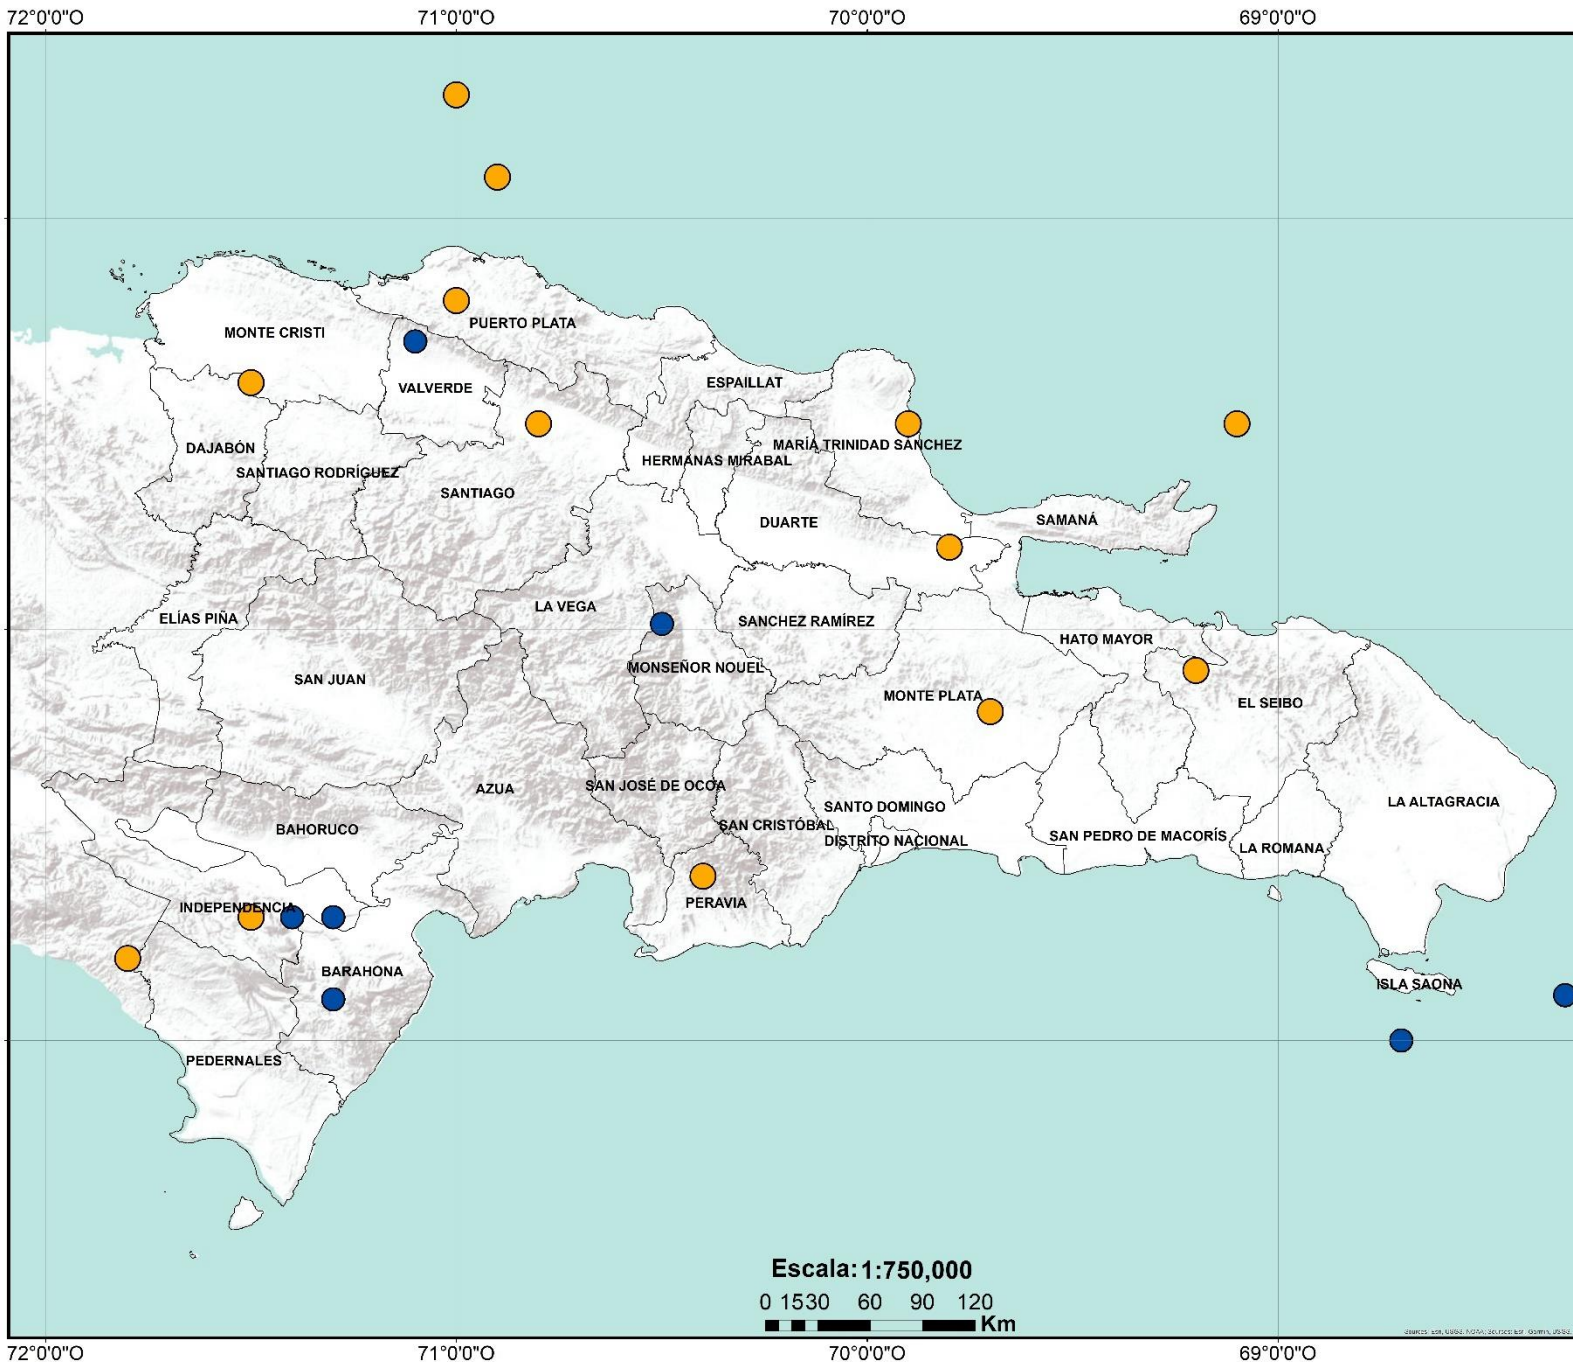 72°0'0"O
71°0'0"O
70°0'0"O
69°0'0"O
MONTE CRISTI
PUERTO PLATA
VALVERDE
ESPAILLAT
DAJABÓN
MARÍA TRINIDAD SÁNCHEZ
HERMANAS MIRABAL
SANTIAGO RODRÍGUEZ
SANTIAGO
DUARTE
SAMANÁ
LA VEGA
ELÍAS PIÑA
SANCHEZ RAMÍREZ
HATO MAYOR
MONSEÑOR NOUEL
SAN JUAN
MONTE PLATA
EL SEIBO
AZUA
SAN JOSÉ DE OCOA
LA ALTAGRACIA
SANTO DOMINGO
BAHORUCO
SAN CRISTÓBAL
SAN PEDRO DE MACORÍS
DISTRITO NACIONAL
LA ROMANA
PERAVIA
INDEPENDENCIA
BARAHONA
ISLA SAONA
PEDERNALES
Escala:1:750,000
0 1530 60 90 120
Km
72°0'0"O
71°0'0"O
70°0'0"O
69°0'0"O